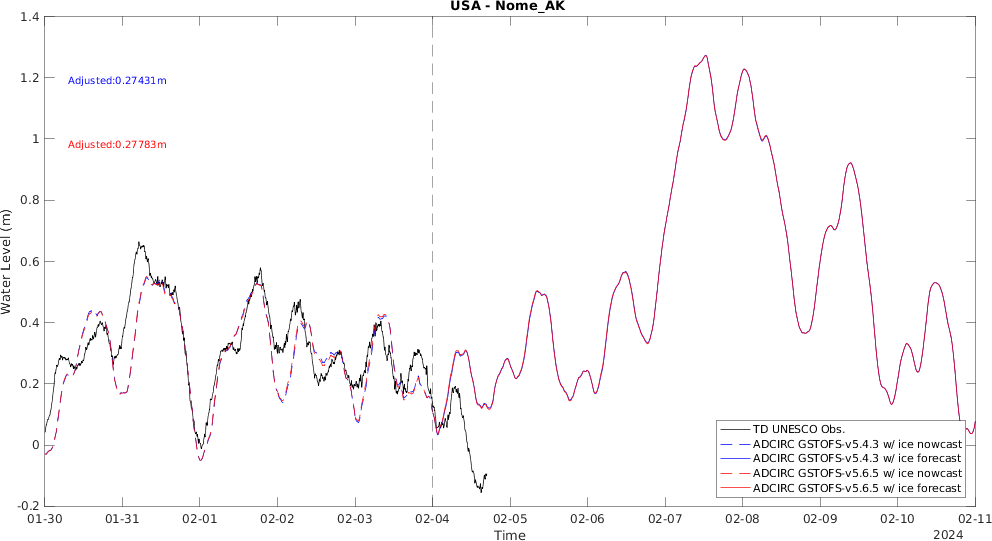 USA - Nome_AK
1.4
1.2
1
0.8
0.6
0.4
0.2
0
-0.2
Water Level (m)
Adjusted:0.27431m
Adjusted:0.27783m
TD UNESCO Obs.
ADCIRC GSTOFS-v5.4.3 w/ ice nowcast
ADCIRC GSTOFS-v5.4.3 w/ ice forecast
ADCIRC GSTOFS-v5.6.5 w/ ice nowcast
ADCIRC GSTOFS-v5.6.5 w/ ice forecast
01-30 01-31 02-01 02-02 02-03 02-04 02-05 02-06 02-07 02-08 02-09 02-10 02-11
Time
2024